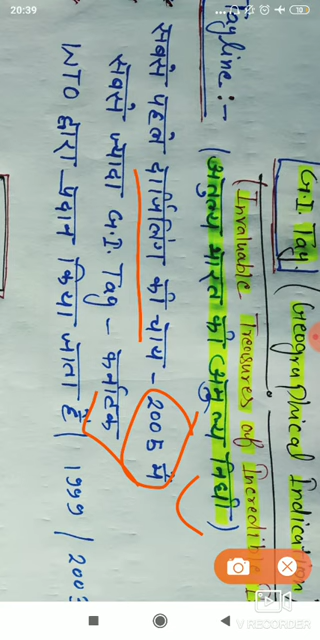 20:39
G.I. Tag. (Geographical Indication
Tagline:- (Invaluable Treasures of Incredible I
(अतुल्य भारत की अमूल्य निधी)
सबसे पहले दार्जिलिंग की चाय - 2005 में
सबसे ज्यादा G.I. Tag - कर्नाटक
WTO द्वारा प्रदान किया जाता है। 1999 / 2003
V RECORDER